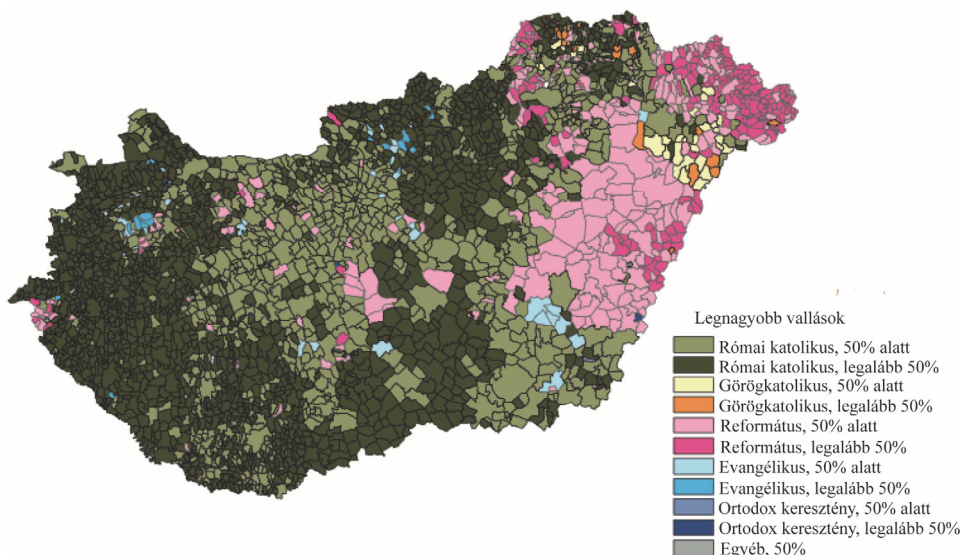 Legnagyobb vallások
Római katolikus, 50% alatt
Római katolikus, legalább 50%
Görögkatolikus, 50% alatt
Görögkatolikus, legalább 50%
Református, 50% alatt
Református, legalább 50%
Evangélikus, 50% alatt
Evangélikus, legalább 50%
Ortodox keresztény, 50% alatt
Ortodox keresztény, legalább 50%
Egyéb, 50%